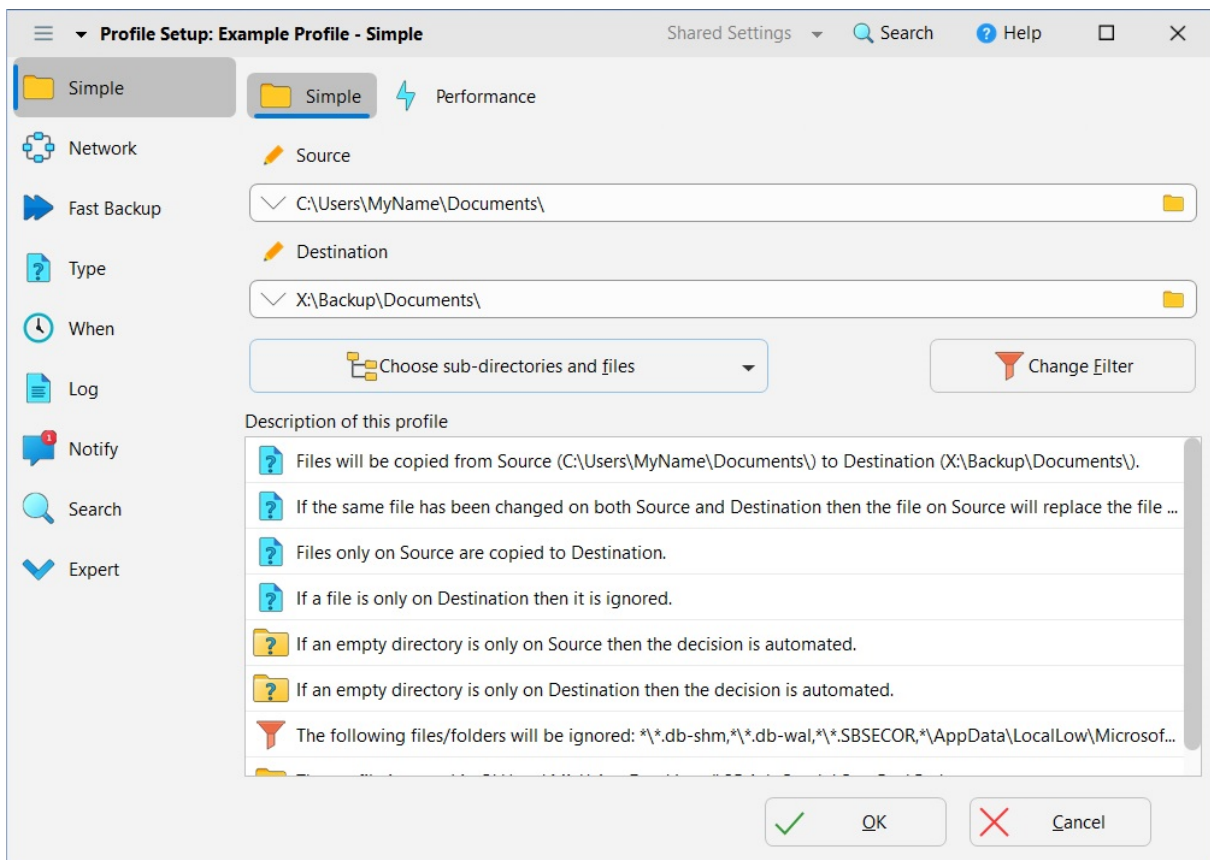 Profile Setup: Example Profile - Simple
Shared Settings
Search
Help
Simple
Network
Fast Backup
Type
When
Log
1
Notify
Search
Expert
Simple
Performance
Source
C:\Users\MyName\Documents\
Destination
X:\Backup\Documents\
Choose sub-directories and files
Change Filter
Description of this profile
Files will be copied from Source (C:\Users\MyName\Documents\) to Destination (X:\Backup\Documents\).
If the same file has been changed on both Source and Destination then the file on Source will replace the file ...
Files only on Source are copied to Destination.
If a file is only on Destination then it is ignored.
If an empty directory is only on Source then the decision is automated.
If an empty directory is only on Destination then the decision is automated.
The following files/folders will be ignored: *\*.db-shm,*\*.db-wal,*\*.SBSECOR,*\AppData\LocalLow\Microsof...
OK
Cancel